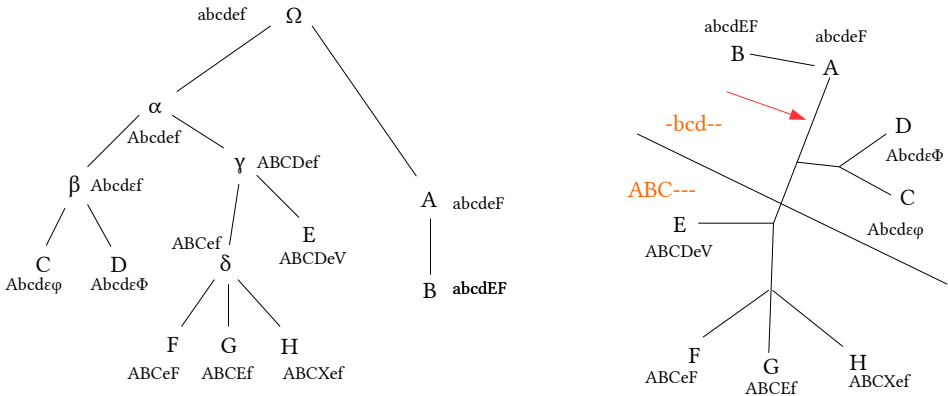 abcdef Ω
α
Abcdef
β Abcdεf
γ ABCDef
C
Abcdεφ
D
AbcdεΦ
ABCef
δ
E
ABCDeV
F
ABCeF
G
ABCEf
H
ABCXef
A abcdeF
B abcdEF
abcdEF
B
abcdeF
A
-bcd--
ABC---
D
AbcdεΦ
C
Abcdεφ
E
ABCDeV
F
ABCeF
G
ABCEf
H
ABCXef